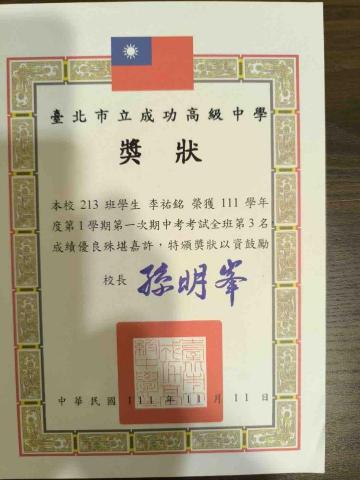 臺北市立成功高級中學
獎狀
本校 213 班學生 李祐銘 榮獲 111 學年
度第1學期第一次期中考考試全班第3名
成績優良殊堪嘉許，特頒獎狀以資鼓勵
校長 孫明峯
中華民國 111 年 11 月 11 日